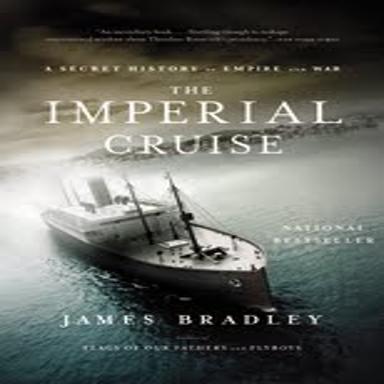 A SECRET HISTORY OF EMPIRE AND WAR
THE
IMPERIAL
CRUISE
NATIONAL
BESTSELLER
JAMES BRADLEY
FLAGS OF OUR FATHERS AND FLYBOYS